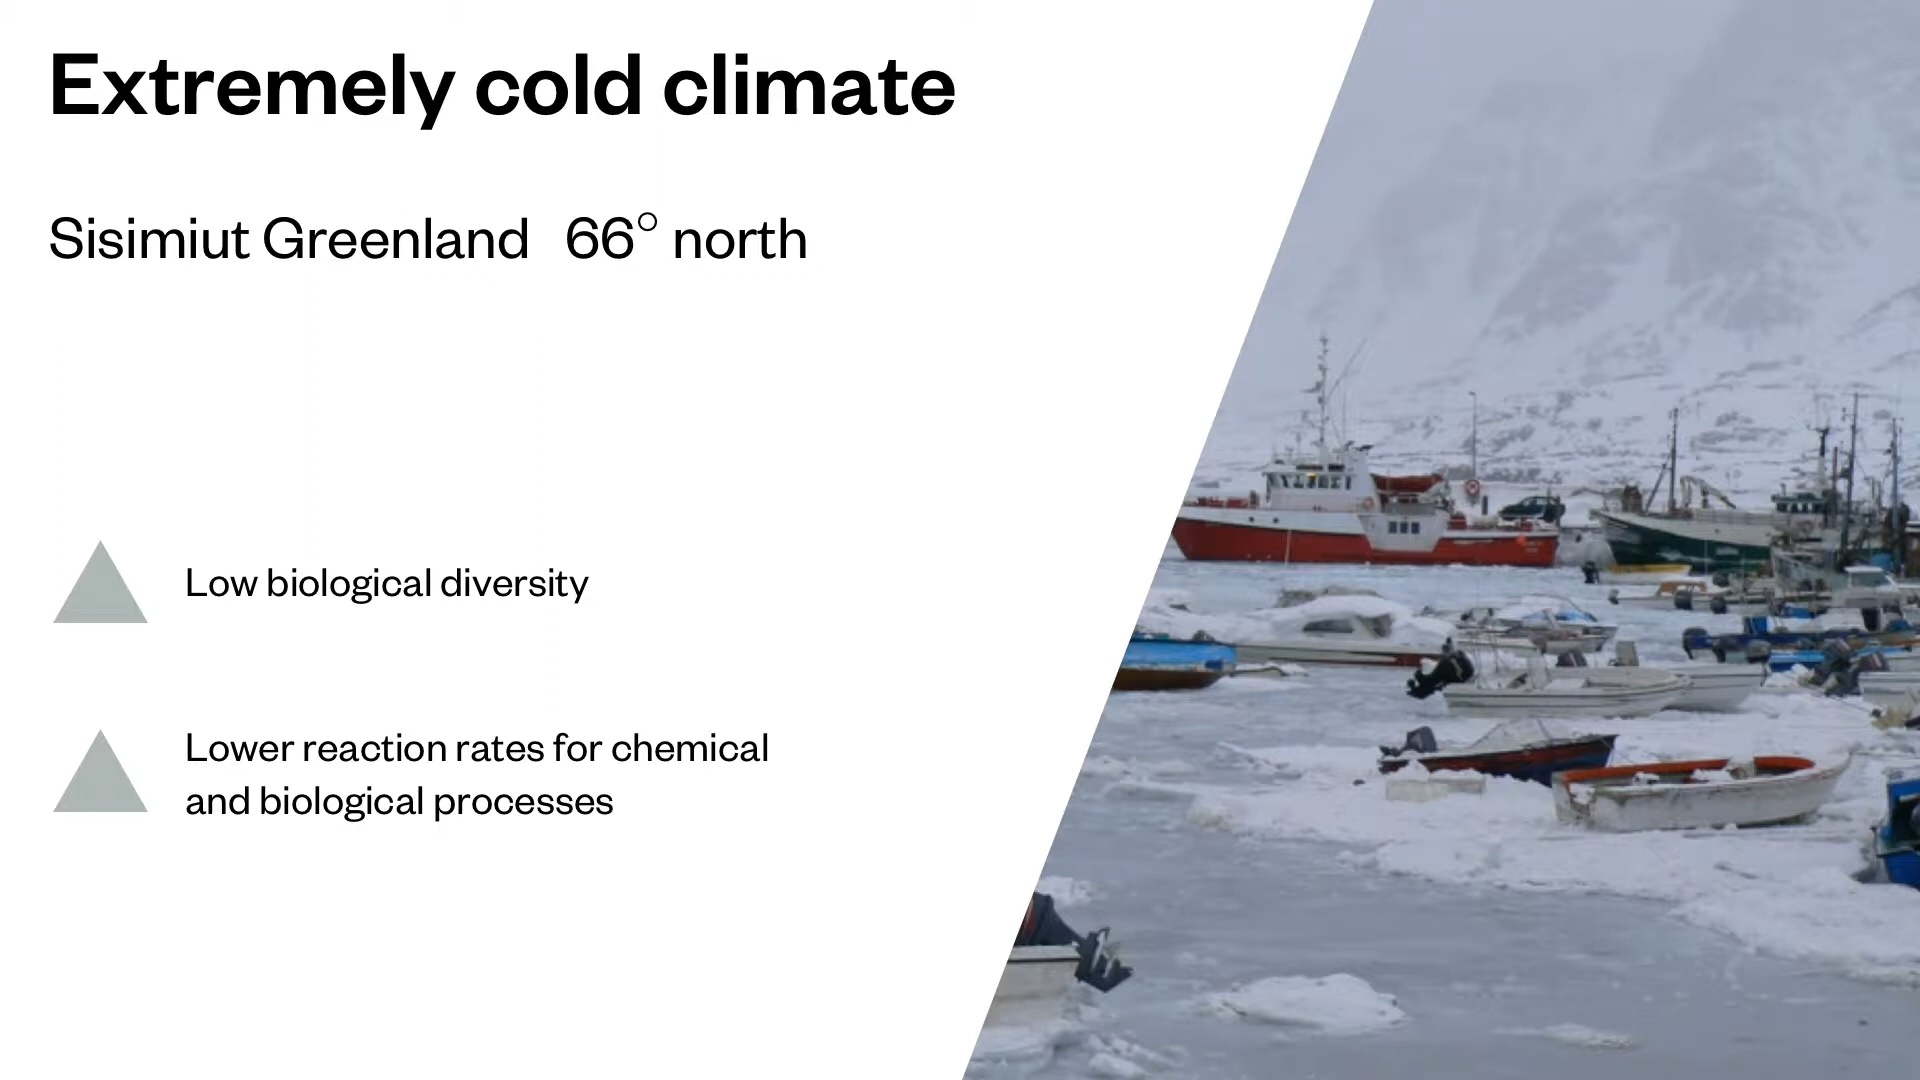 Extremely cold climate
Sisimiut Greenland 66° north
Low biological diversity
Lower reaction rates for chemical
and biological processes